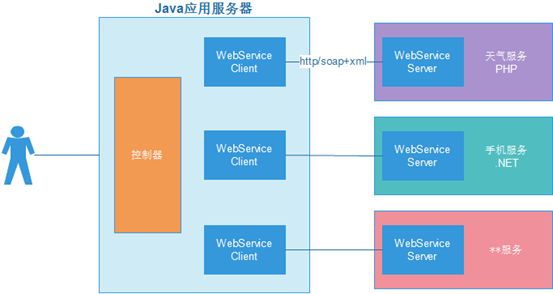 Java应用服务器
WebService
Client
http/soap+xml
WebService
Server
天气服务
PHP
控制器
WebService
Client
WebService
Server
手机服务
.NET
WebService
Client
WebService
Server
**服务